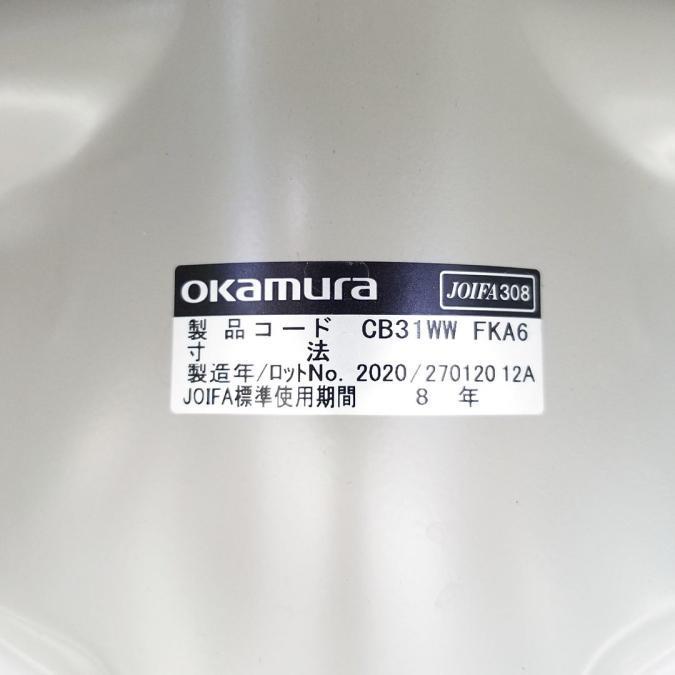 okamura JOIFA308
製品コード CB31WW FKA6
寸法
製造年/ロットNo. 2020/270120 12A
JOIFA標準使用期間 8年